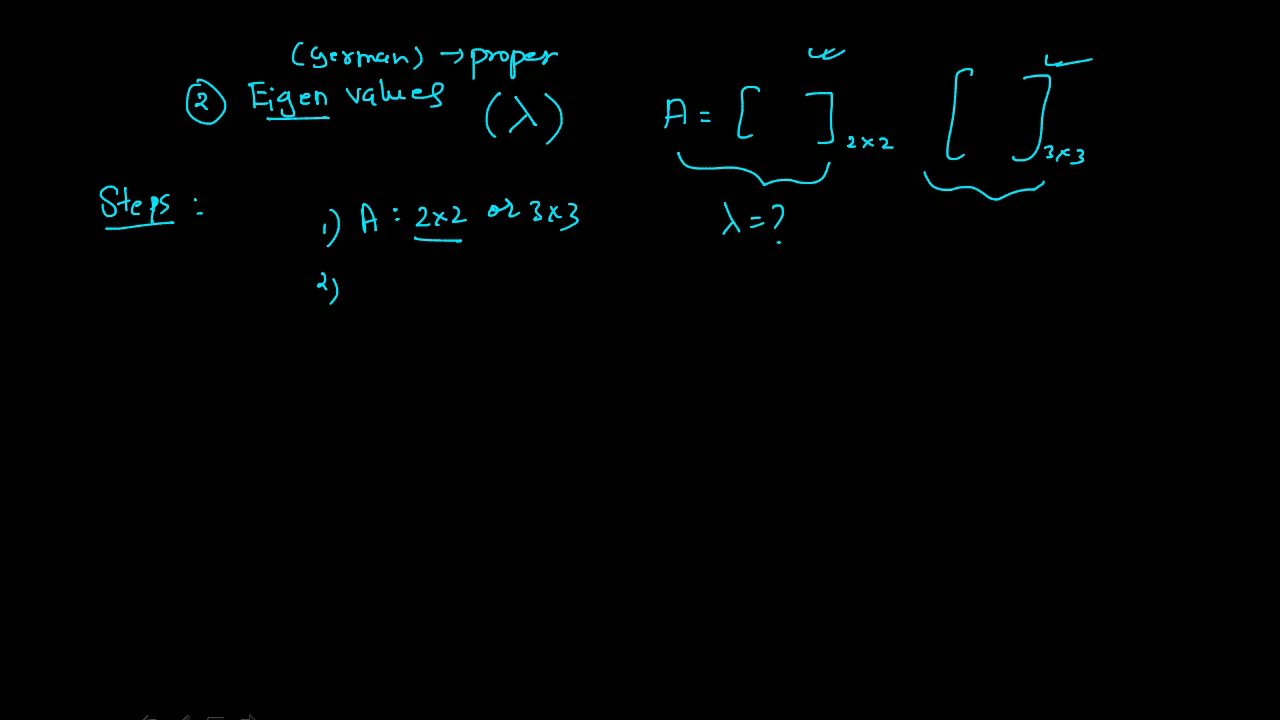 (German) → proper
② Eigen values (λ)
A = [ ] 2×2 [ ] 3×3
λ = ?
Steps :
1) A : 2×2 or 3×3
2)